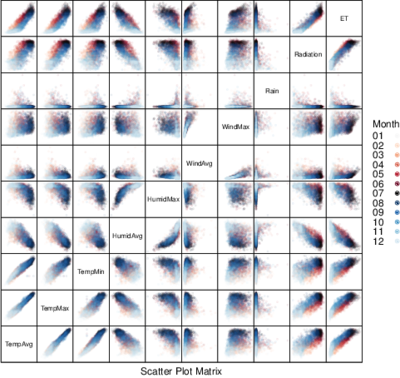 ET
Radiation
Rain
WindMax
WindAvg
HumidMax
HumidAvg
TempMin
TempMax
TempAvg
Month
01
02
03
04
05
06
07
08
09
10
11
12
Scatter Plot Matrix